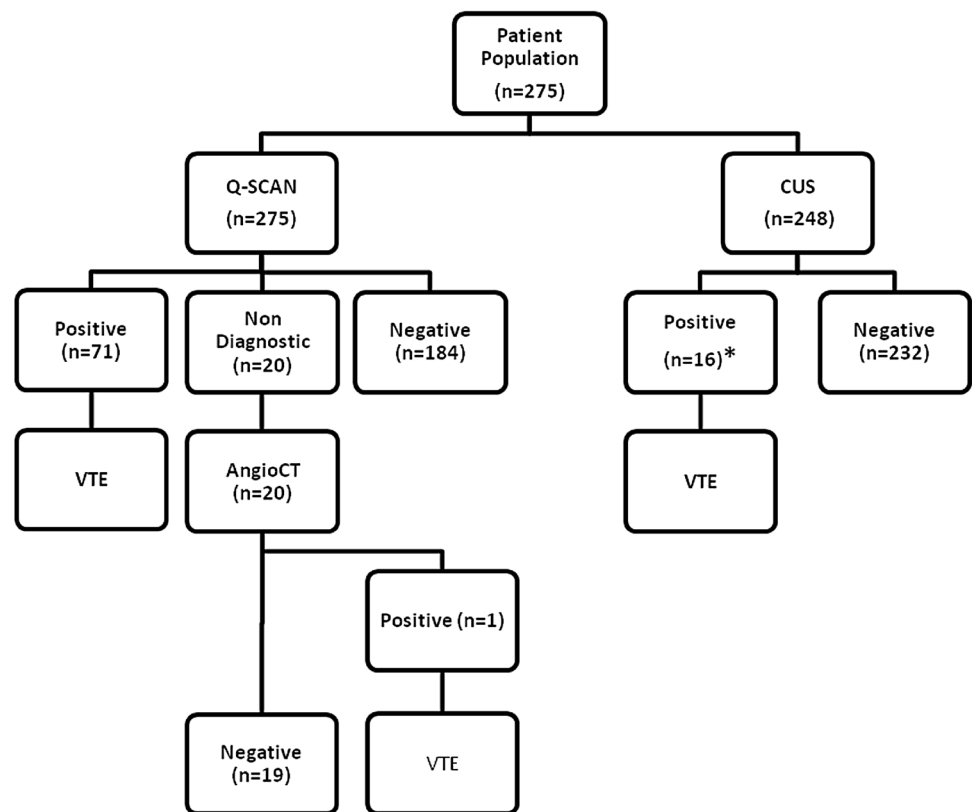 Patient
Population
(n=275)
Q-SCAN
(n=275)
CUS
(n=248)
Positive
(n=71)
Non
Diagnostic
(n=20)
Negative
(n=184)
Positive
(n=16)*
Negative
(n=232)
VTE
AngioCT
(n=20)
VTE
Positive (n=1)
Negative
(n=19)
VTE